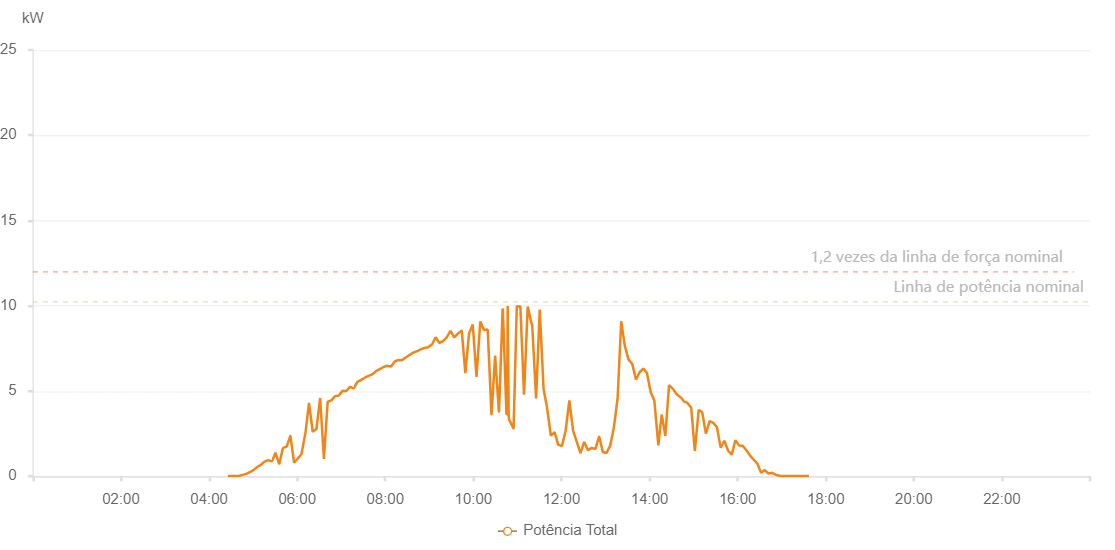 kW
25
20
15
1,2 vezes da linha de força nominal
Linha de potência nominal
10
5
0
02:00 04:00 06:00 08:00 10:00 12:00 14:00 16:00 18:00 20:00 22:00
Potência Total